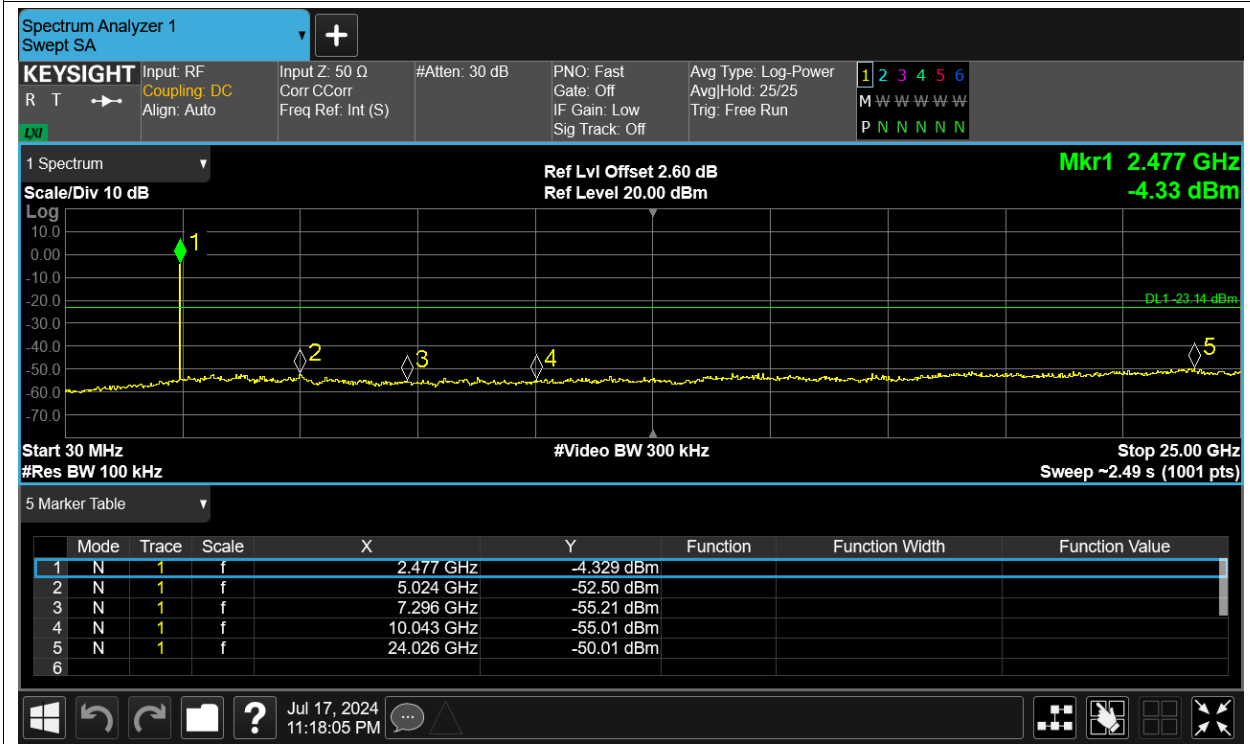 Spectrum Analyzer 1
Swept SA
+
KEYSIGHT
R T
LXI
Input: RF
Coupling: DC
Align: Auto
Input Z: 50 Ω
Corr CCorr
Freq Ref: Int (S)
#Atten: 30 dB
PNO: Fast
Gate: Off
IF Gain: Low
Sig Track: Off
Avg Type: Log-Power
Avg|Hold: 25/25
Trig: Free Run
1 2 3 4 5 6
M W W W W W
P N N N N N
1 Spectrum
Scale/Div 10 dB
Ref Lvl Offset 2.60 dB
Ref Level 20.00 dBm
Mkr1 2.477 GHz
-4.33 dBm
Log
10.0
0.00
-10.0
-20.0
-30.0
-40.0
-50.0
-60.0
-70.0
1
2
3
4
5
DL1 -23.14 dBm
Start 30 MHz
#Res BW 100 kHz
#Video BW 300 kHz
Stop 25.00 GHz
Sweep ~2.49 s (1001 pts)
5 Marker Table
Mode Trace Scale X Y Function Function Width Function Value
1 N 1 f 2.477 GHz -4.329 dBm
2 N 1 f 5.024 GHz -52.50 dBm
3 N 1 f 7.296 GHz -55.21 dBm
4 N 1 f 10.043 GHz -55.01 dBm
5 N 1 f 24.026 GHz -50.01 dBm
6
?
Jul 17, 2024
11:18:05 PM